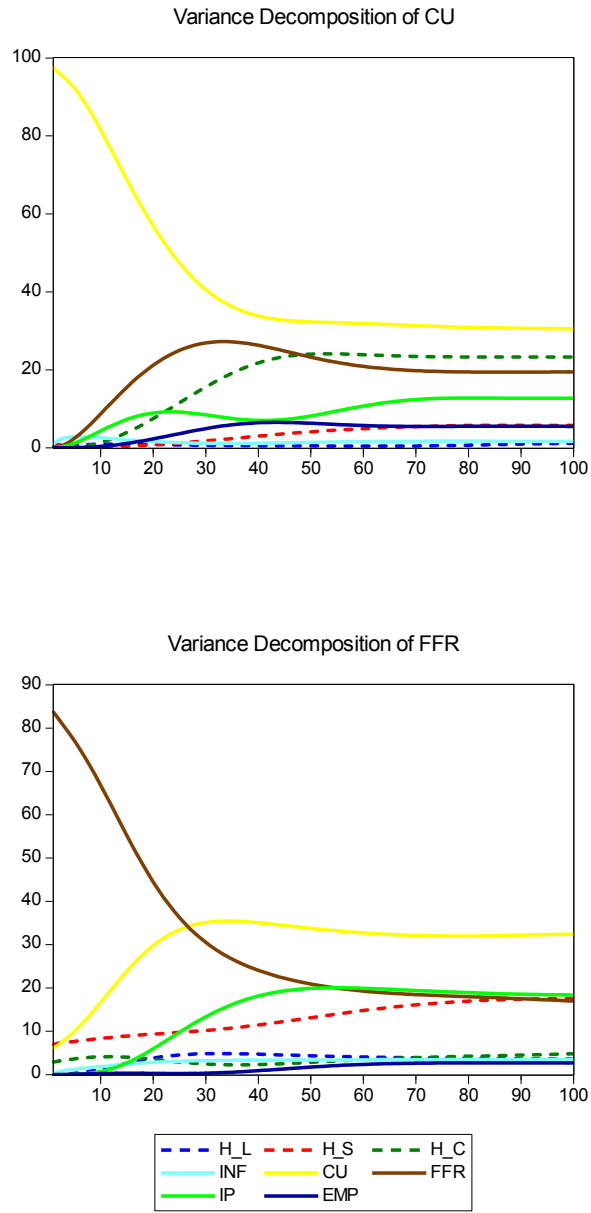 Variance Decomposition of CU
100
80
60
40
20
0
10 20 30 40 50 60 70 80 90 100
Variance Decomposition of FFR
90
80
70
60
50
40
30
20
10
0
10 20 30 40 50 60 70 80 90 100
H_L H_S H_C
INF CU FFR
IP EMP